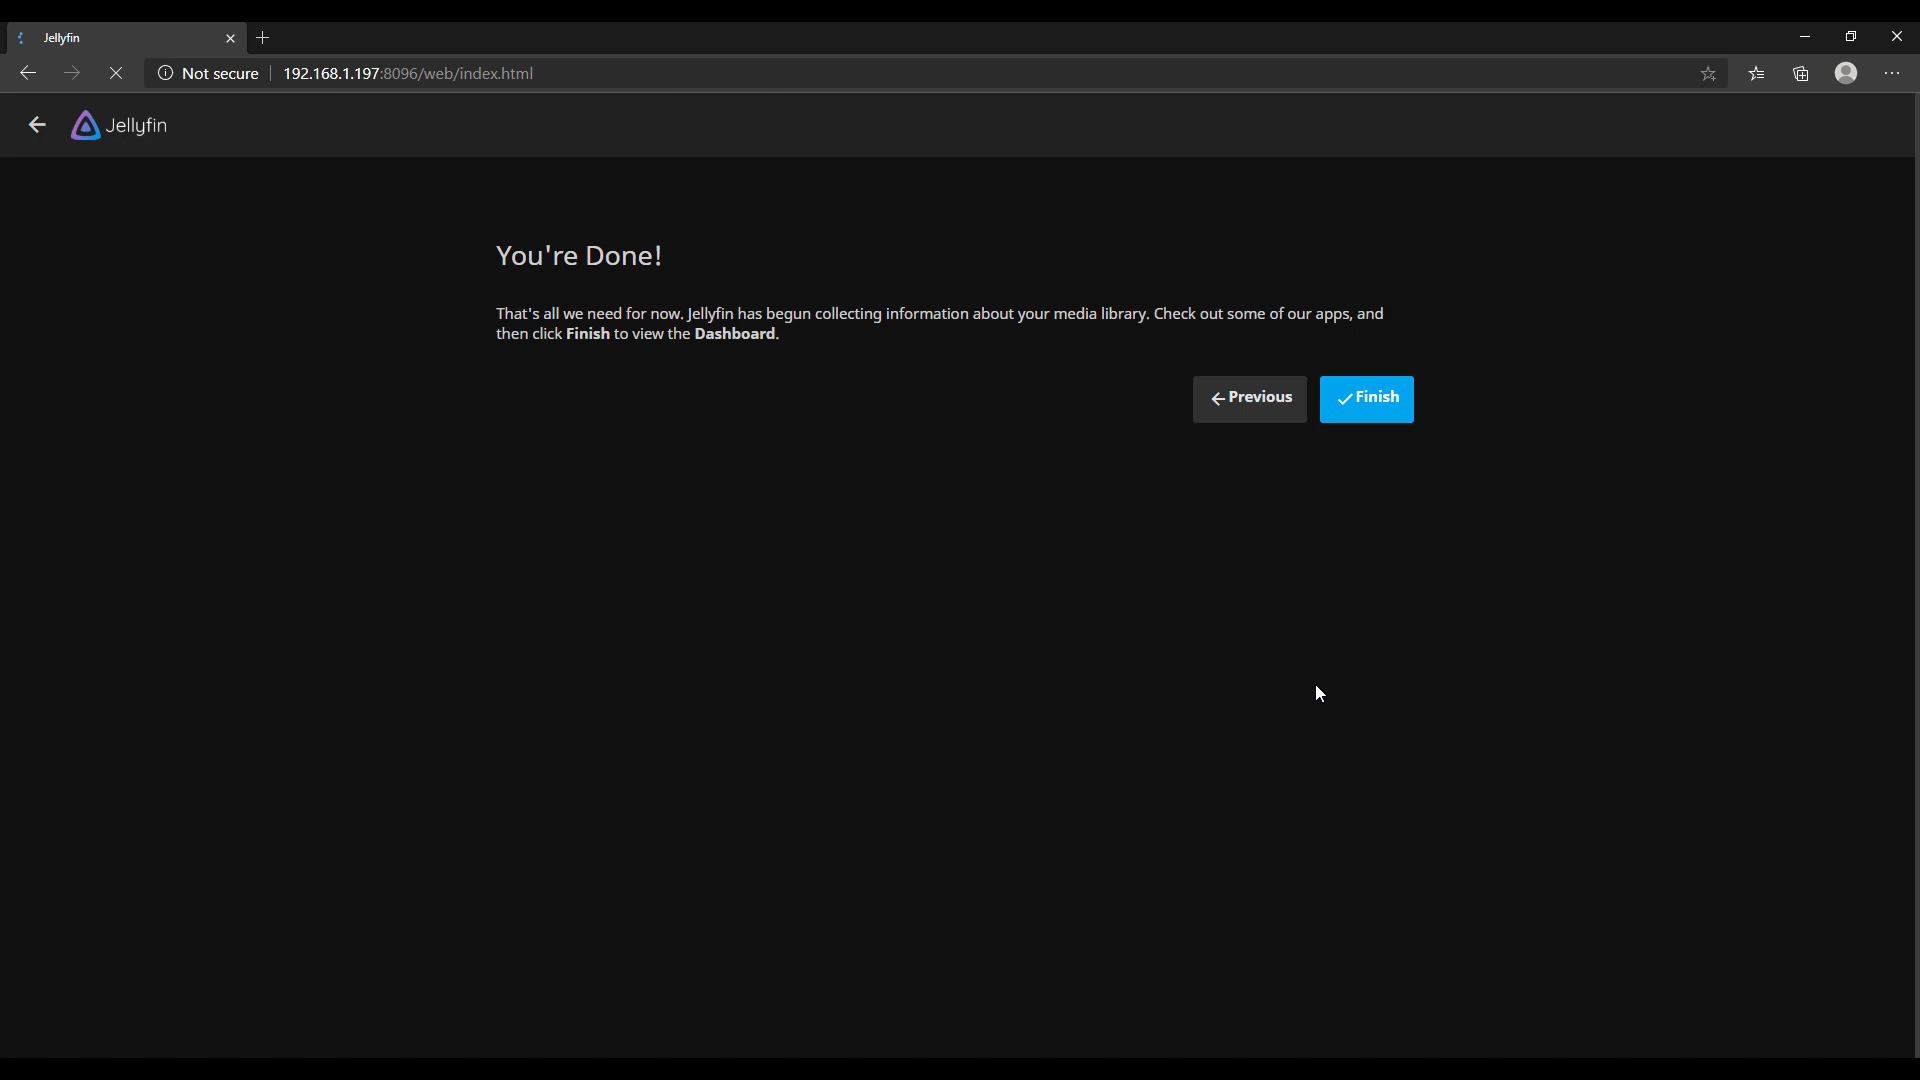 Jellyfin
Not secure 192.168.1.197:8096/web/index.html
Jellyfin
You're Done!
That's all we need for now. Jellyfin has begun collecting information about your media library. Check out some of our apps, and
then click Finish to view the Dashboard.
Previous Finish